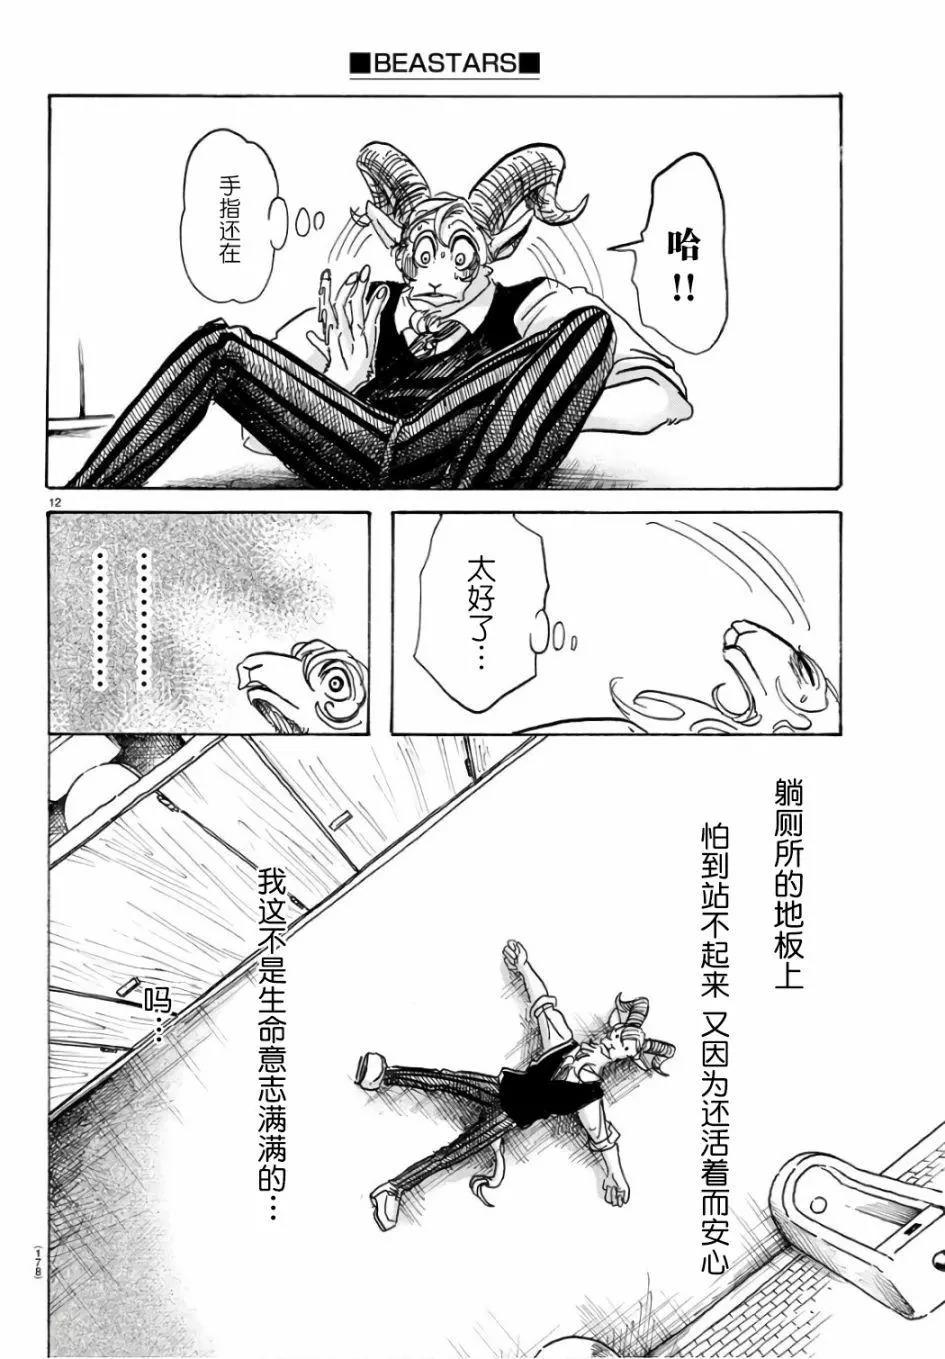 ■BEASTARS■
哈!!
手指还在
12
太好了…
………………
………………
躺厕所的地板上
怕到站不起来 又因为还活着而安心
我这不是生命意志满满的…
吗…
(178)